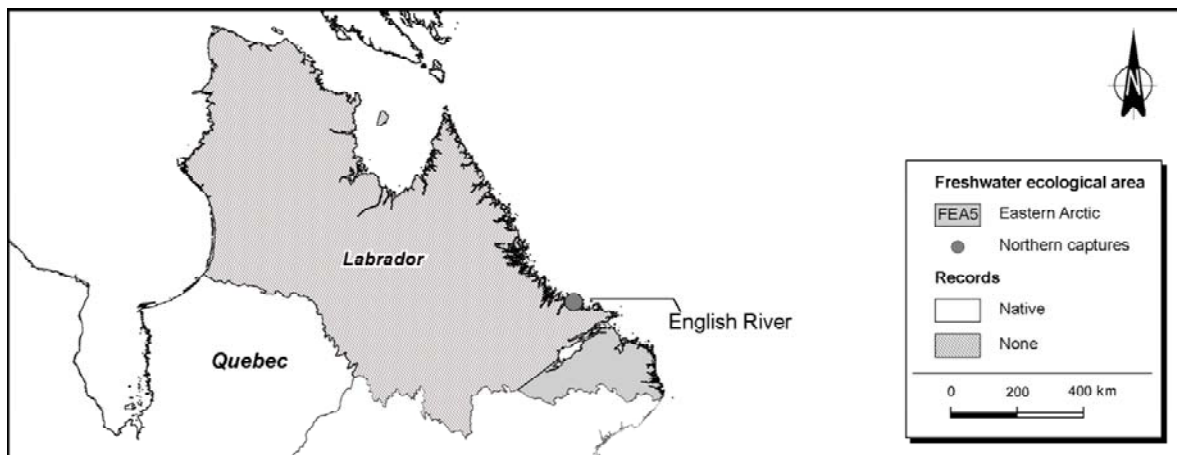 N
Labrador
English River
Quebec
Freshwater ecological area
FEA5 Eastern Arctic
Northern captures
Records
Native
None
0 200 400 km